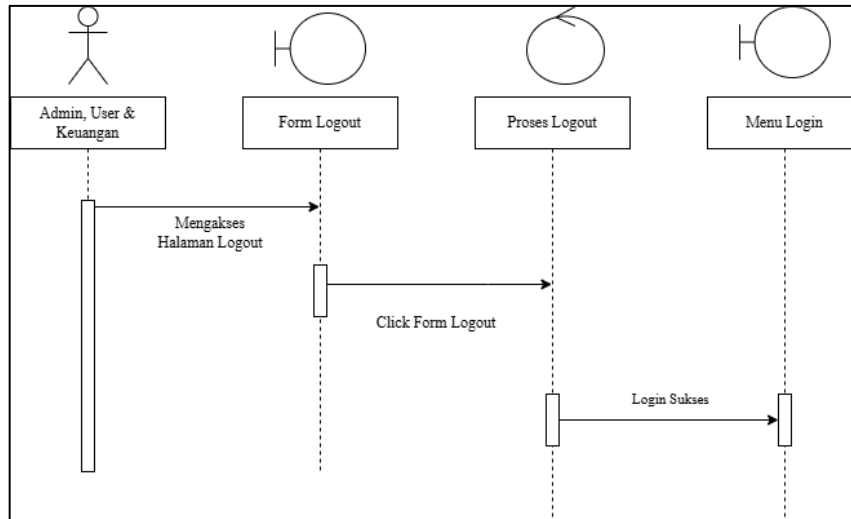 Admin, User &
Keuangan
Form Logout
Proses Logout
Menu Login
Mengakses
Halaman Logout
Click Form Logout
Login Sukses